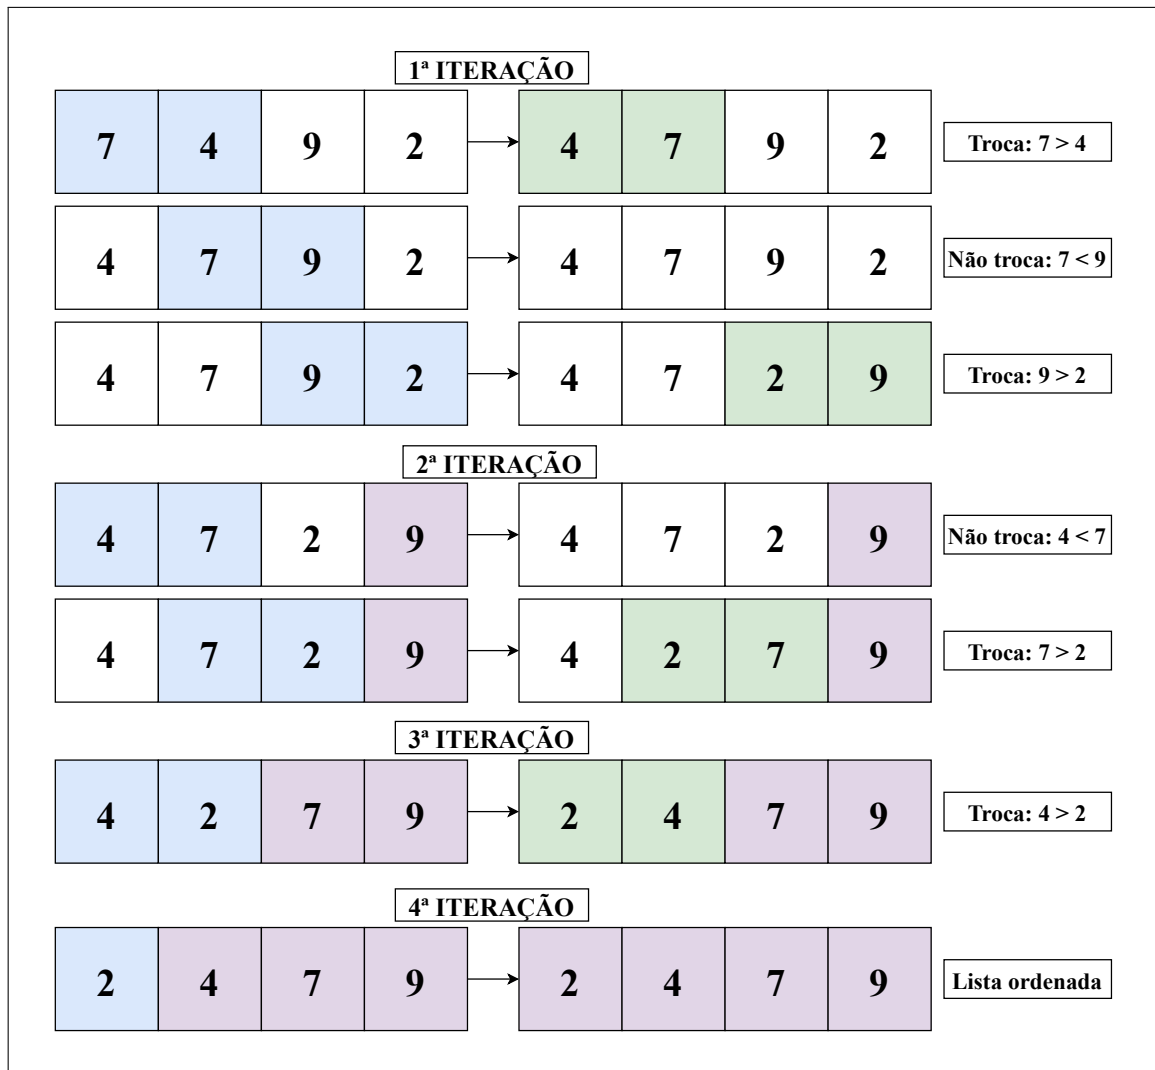 1ª ITERAÇÃO
7 4 9 2 4 7 9 2 Troca: 7 > 4
4 7 9 2 4 7 9 2 Não troca: 7 < 9
4 7 9 2 4 7 2 9 Troca: 9 > 2
2ª ITERAÇÃO
4 7 2 9 4 7 2 9 Não troca: 4 < 7
4 7 2 9 4 2 7 9 Troca: 7 > 2
3ª ITERAÇÃO
4 2 7 9 2 4 7 9 Troca: 4 > 2
4ª ITERAÇÃO
2 4 7 9 2 4 7 9 Lista ordenada